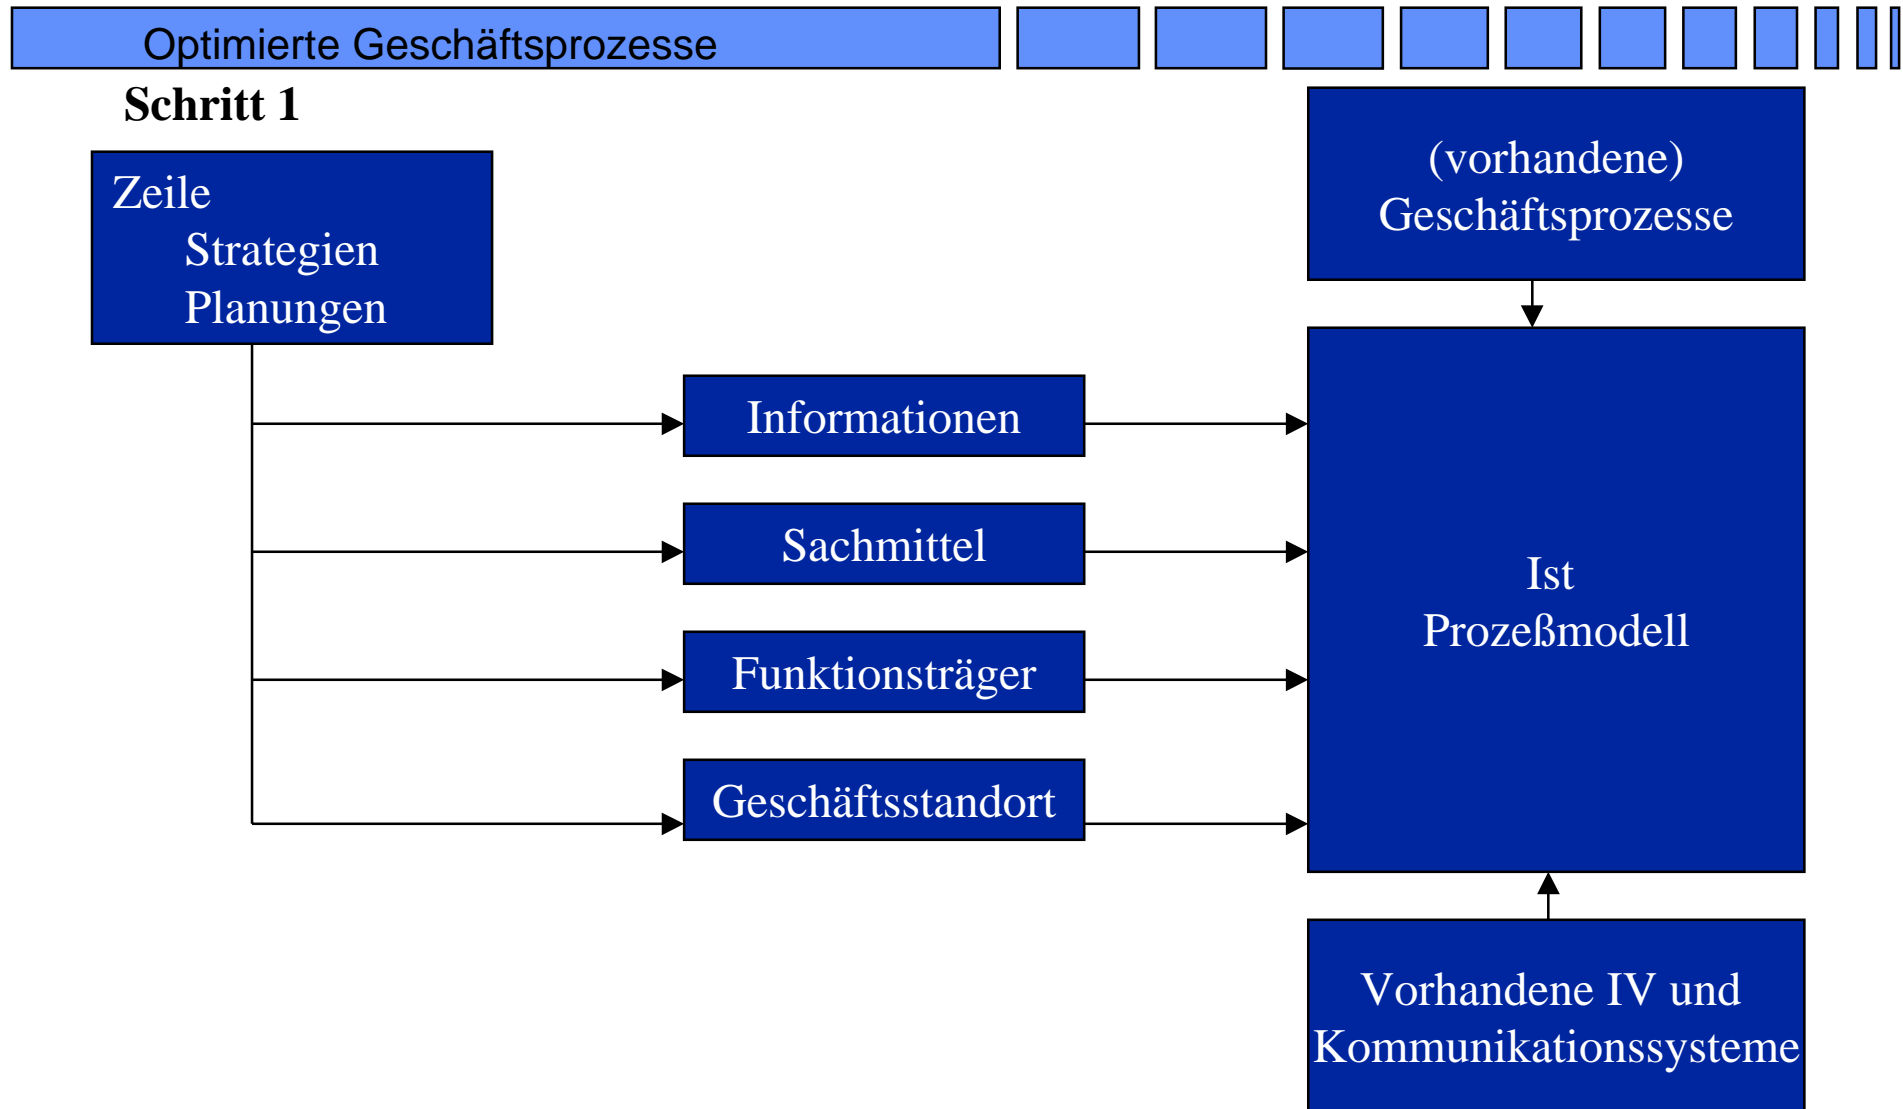 Optimierte Geschäftsprozesse
Schritt 1
Zeile
Strategien
Planungen
(vorhandene)
Geschäftsprozesse
Informationen
Sachmittel
Funktionsträger
Geschäftsstandort
Ist
Prozeßmodell
Vorhandene IV und
Kommunikationssysteme